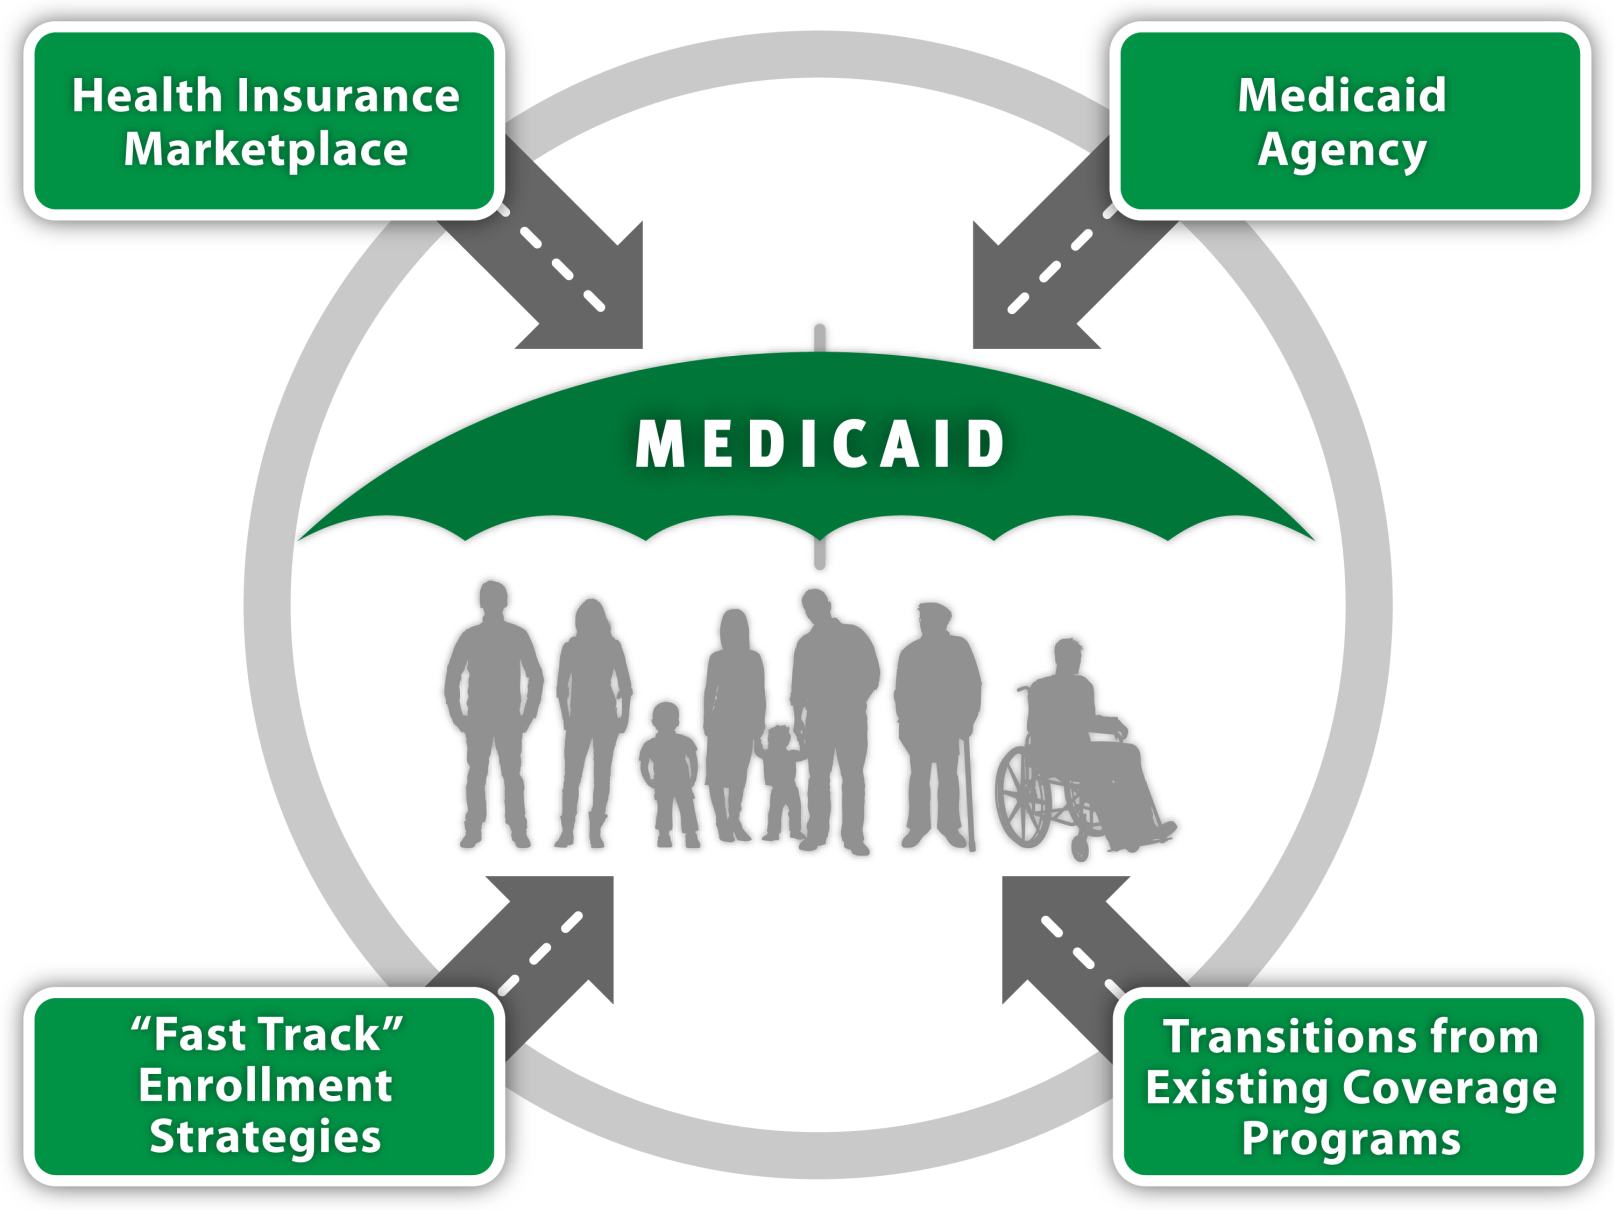 Health Insurance
Marketplace
Medicaid
Agency
MEDICAID
“Fast Track”
Enrollment
Strategies
Transitions from
Existing Coverage
Programs